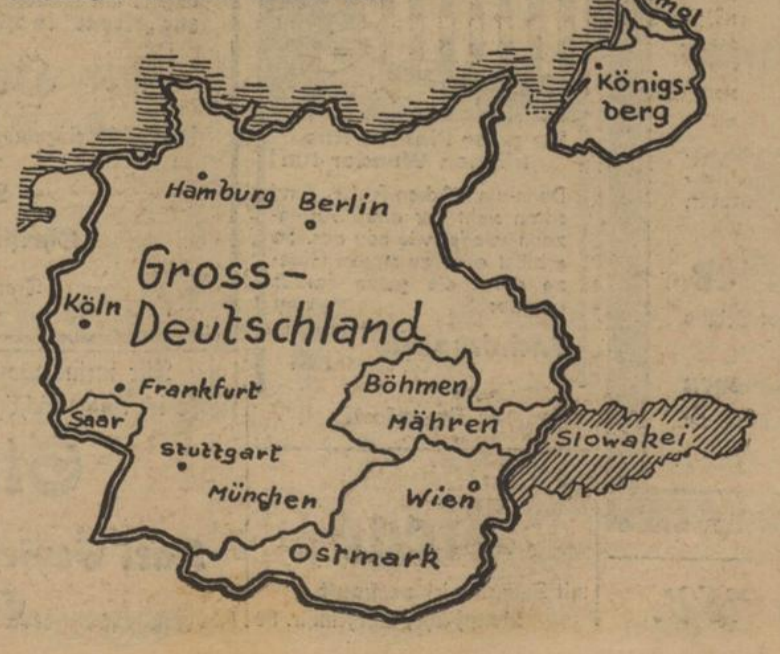 Königs-
berg
Hamburg
Berlin
Gross-
Deutschland
Köln
Frankfurt
Böhmen
Mähren
Saar
Slowakei
Stuttgart
München
Wien
Ostmark